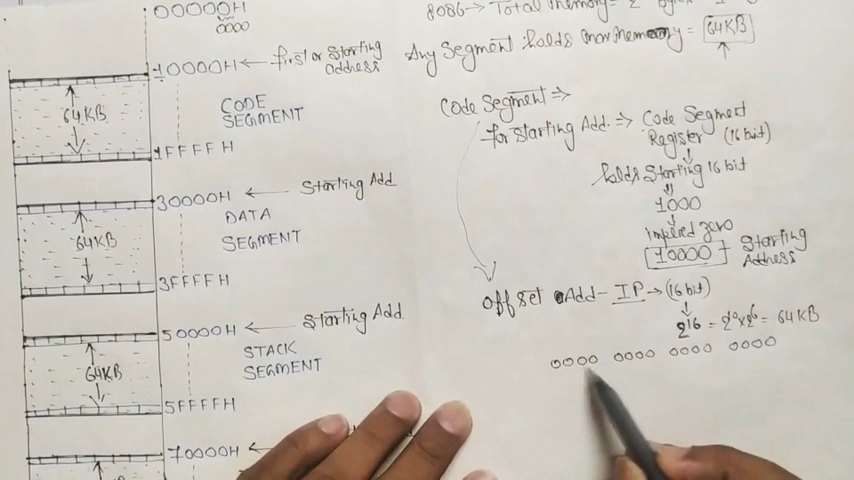 00000H
0000
10000H ← first or Starting Address
64KB
CODE SEGMENT
1FFFFH
30000H ← Starting Add
DATA
64KB
SEGMENT
3FFFFH
50000H ← Starting Add
STACK
64KB
SEGMENT
5FFFFH
70000H ←
8086 → Total memory =
Any Segment holds memory = 64KB
Code Segment ⇒
for Starting Add. ⇒ Code Segment
Register (16 bit)
holds Starting 16 bit
1000
implied zero
10000 Starting Address
Offset Add - IP → (16 bit)
2^16 = 2^10 x 2^6 = 64 KB
0000 0000 0000 0000